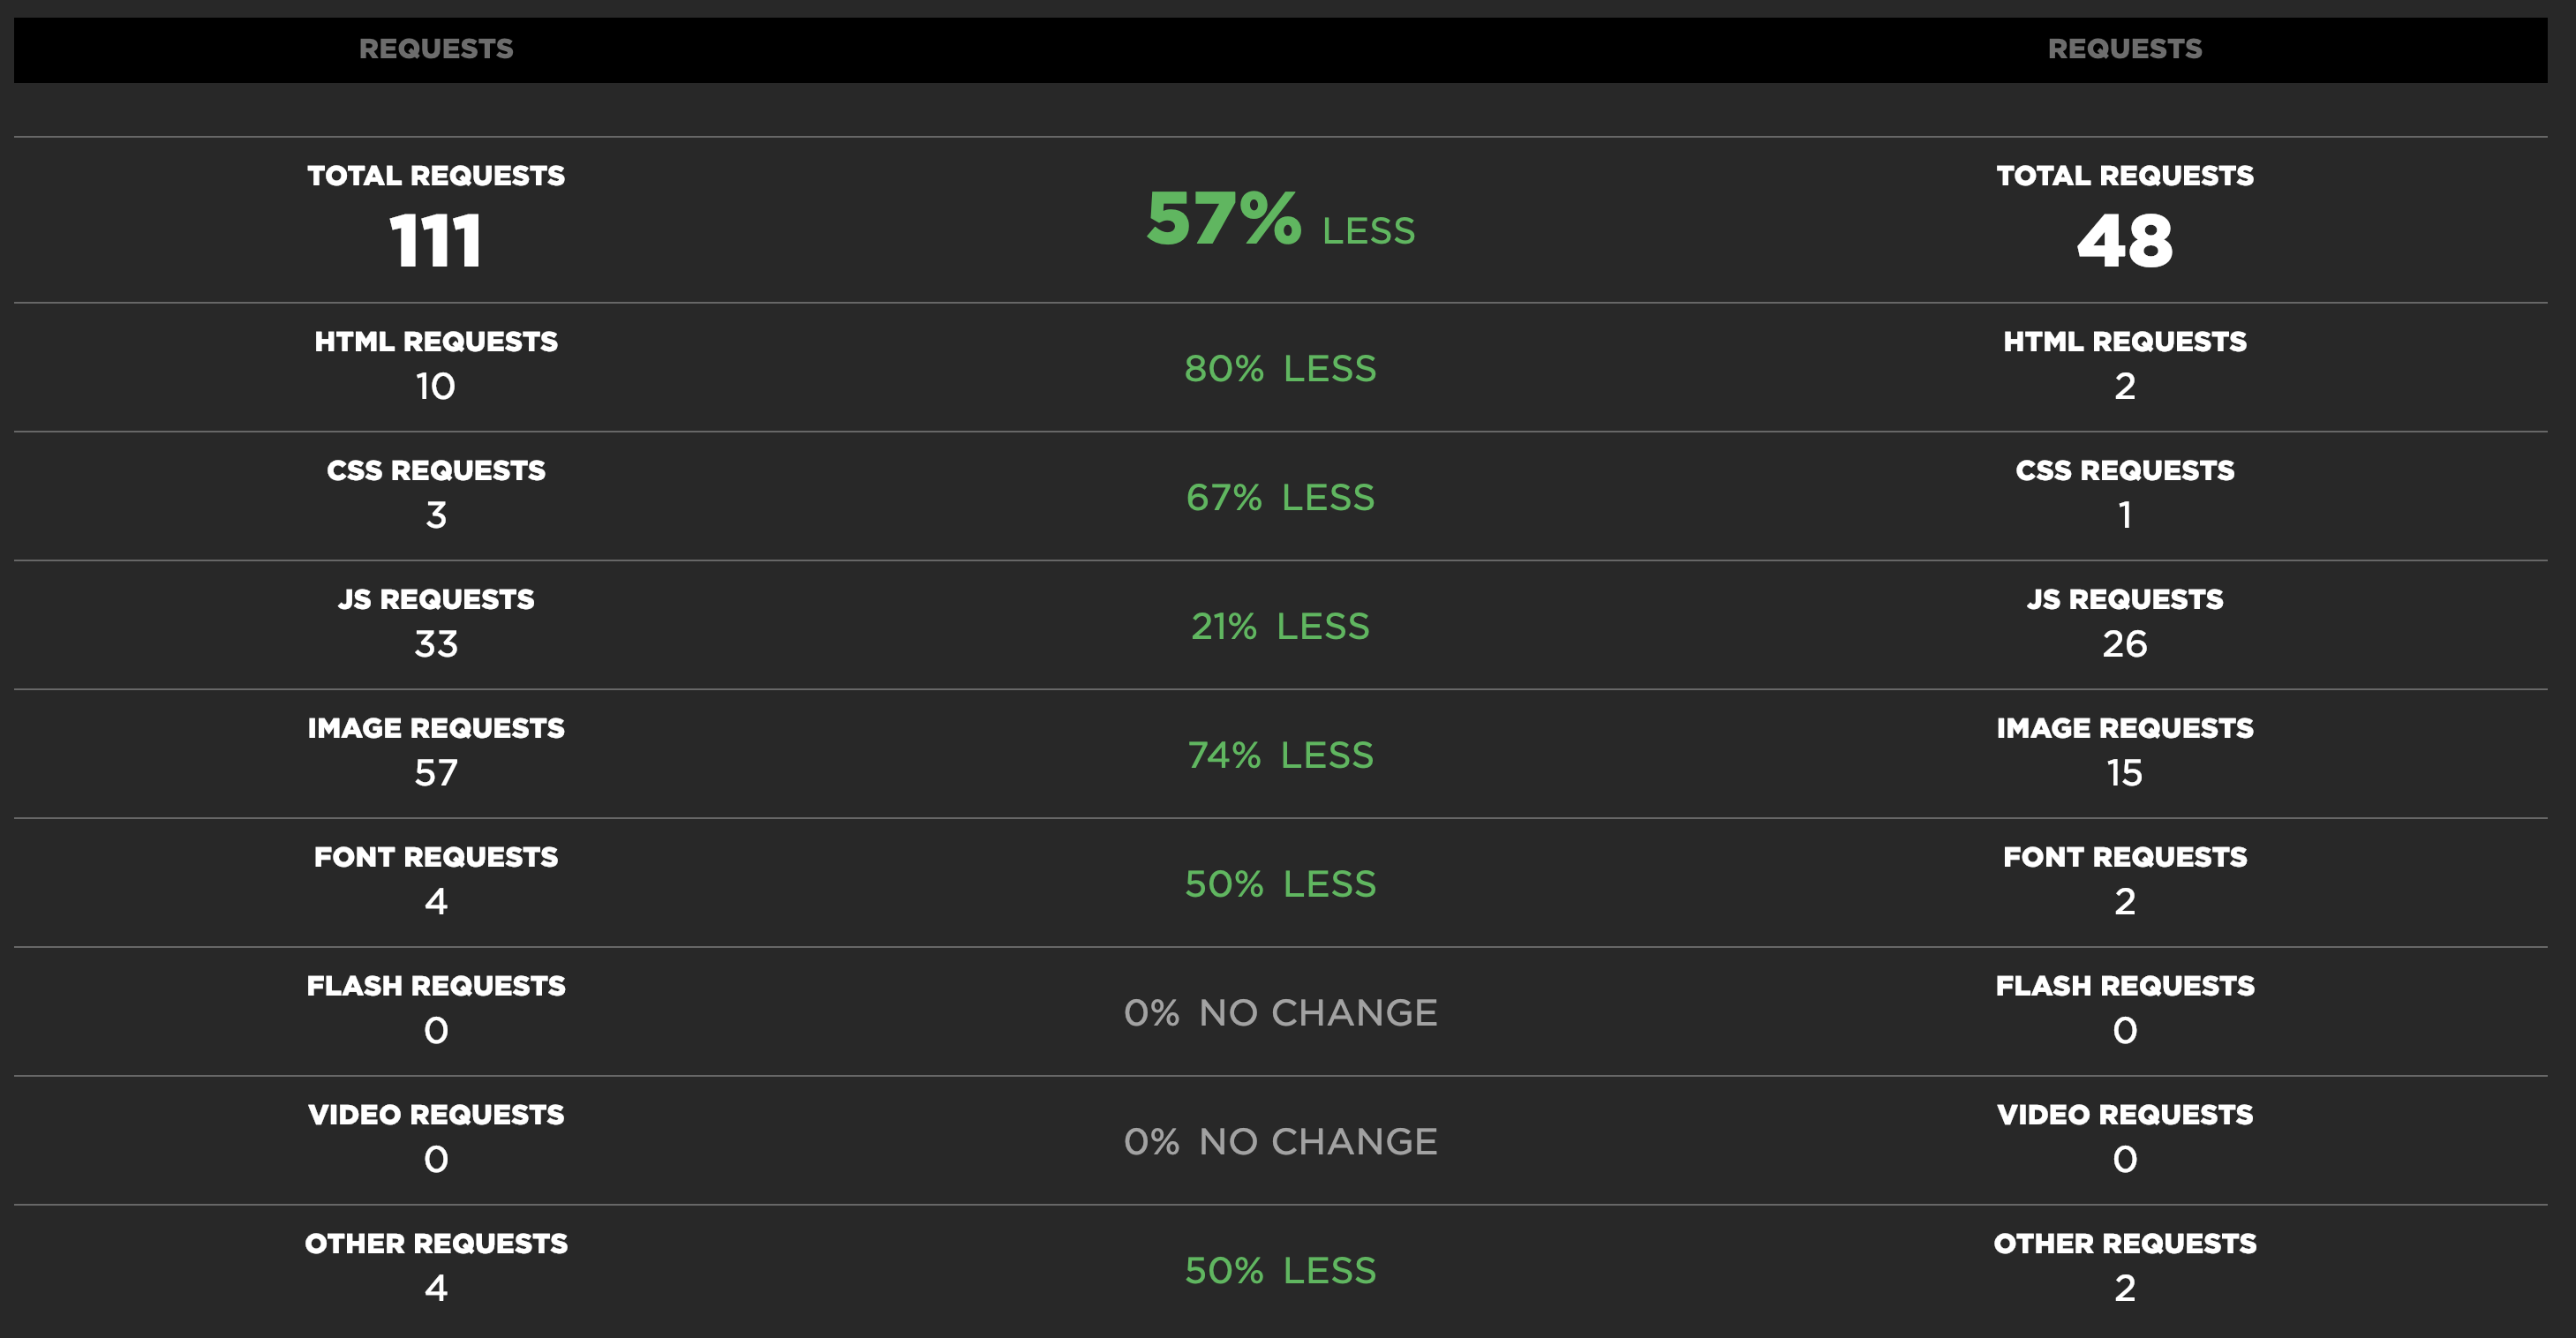 REQUESTS REQUESTS
TOTAL REQUESTS TOTAL REQUESTS
111 57% LESS 48
HTML REQUESTS HTML REQUESTS
10 80% LESS 2
CSS REQUESTS CSS REQUESTS
3 67% LESS 1
JS REQUESTS JS REQUESTS
33 21% LESS 26
IMAGE REQUESTS IMAGE REQUESTS
57 74% LESS 15
FONT REQUESTS FONT REQUESTS
4 50% LESS 2
FLASH REQUESTS FLASH REQUESTS
0 0% NO CHANGE 0
VIDEO REQUESTS VIDEO REQUESTS
0 0% NO CHANGE 0
OTHER REQUESTS OTHER REQUESTS
4 50% LESS 2